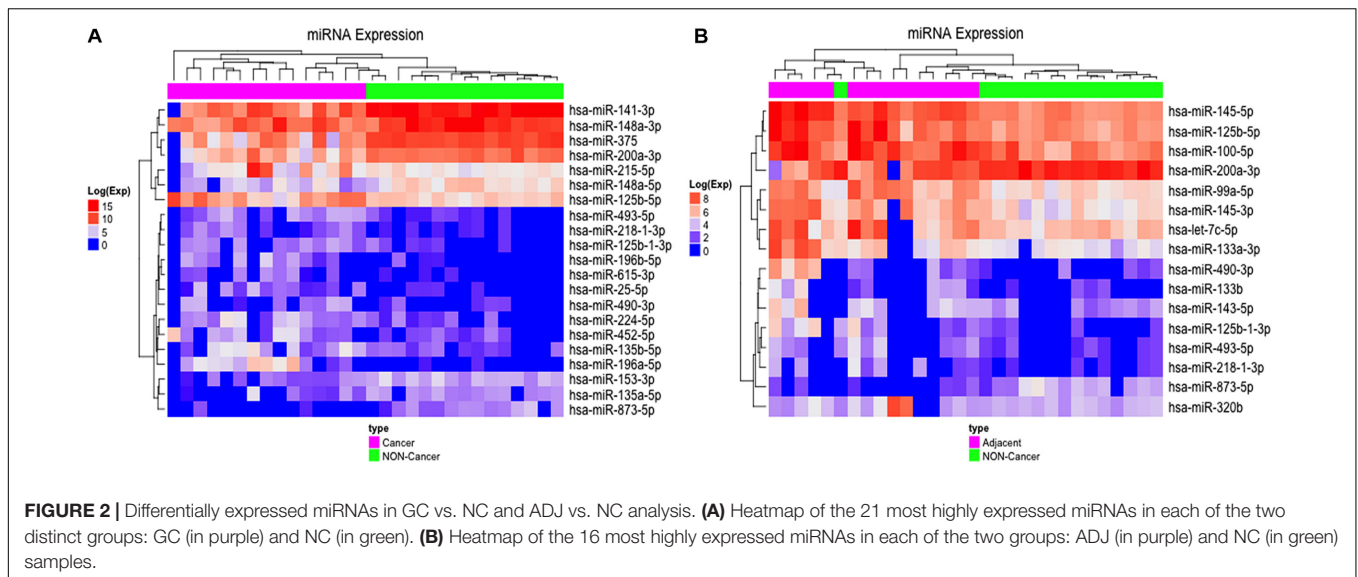 A
miRNA Expression
hsa-miR-141-3p
hsa-miR-148a-3p
hsa-miR-375
hsa-miR-200a-3p
hsa-miR-215-5p
hsa-miR-148a-5p
hsa-miR-125b-5p
hsa-miR-493-5p
hsa-miR-218-1-3p
hsa-miR-125b-1-3p
hsa-miR-196b-5p
hsa-miR-615-3p
hsa-miR-25-5p
hsa-miR-490-3p
hsa-miR-224-5p
hsa-miR-452-5p
hsa-miR-135b-5p
hsa-miR-196a-5p
hsa-miR-153-3p
hsa-miR-135a-5p
hsa-miR-873-5p
Log(Exp)
15
10
5
0
type
Cancer
NON-Cancer
B
miRNA Expression
hsa-miR-145-5p
hsa-miR-125b-5p
hsa-miR-100-5p
hsa-miR-200a-3p
hsa-miR-99a-5p
hsa-miR-145-3p
hsa-let-7c-5p
hsa-miR-133a-3p
hsa-miR-490-3p
hsa-miR-133b
hsa-miR-143-5p
hsa-miR-125b-1-3p
hsa-miR-493-5p
hsa-miR-218-1-3p
hsa-miR-873-5p
hsa-miR-320b
Log(Exp)
8
6
4
2
0
type
Adjacent
NON-Cancer
FIGURE 2 | Differentially expressed miRNAs in GC vs. NC and ADJ vs. NC analysis. (A) Heatmap of the 21 most highly expressed miRNAs in each of the two
distinct groups: GC (in purple) and NC (in green). (B) Heatmap of the 16 most highly expressed miRNAs in each of the two groups: ADJ (in purple) and NC (in green)
samples.